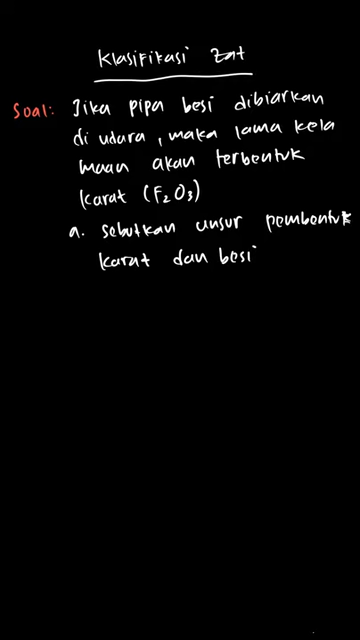 Klasifikasi Zat
Soal: Jika pipa besi dibiarkan
di udara, maka lama kela
maan akan terbentuk
karat (F2O3)
a. sebutkan unsur pembentuk
karat dan besi